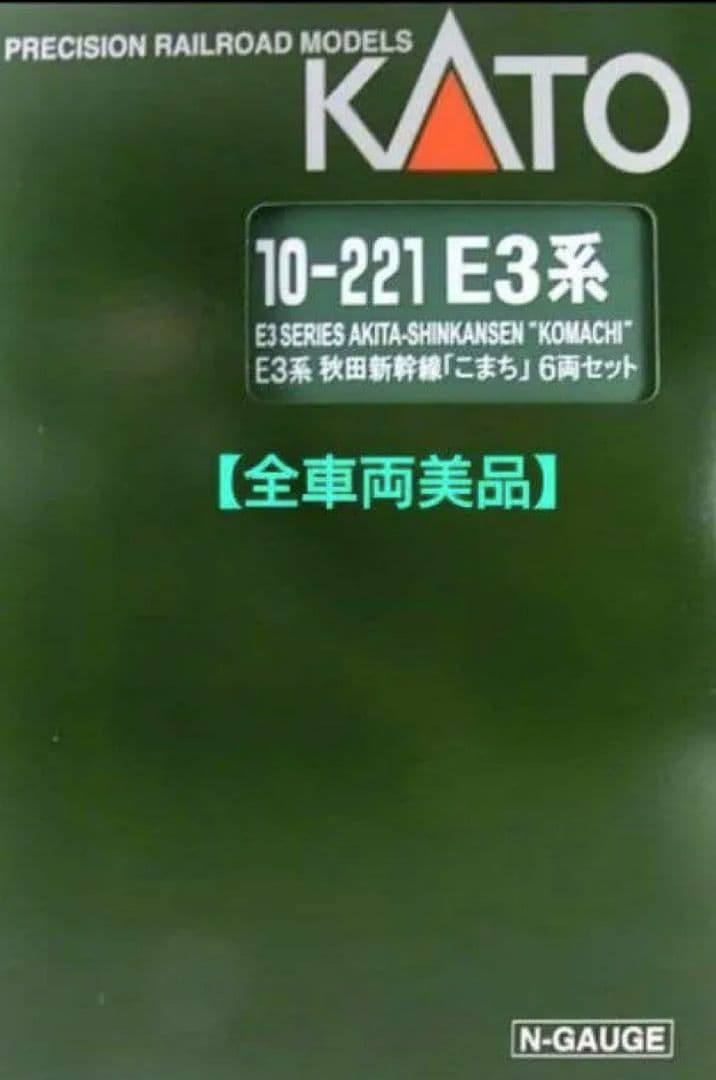 PRECISION RAILROAD MODELS
KATO
10-221 E3系
E3 SERIES AKITA-SHINKANSEN "KOMACHI"
E3系 秋田新幹線「こまち」6両セット
【全車両美品】
N-GAUGE